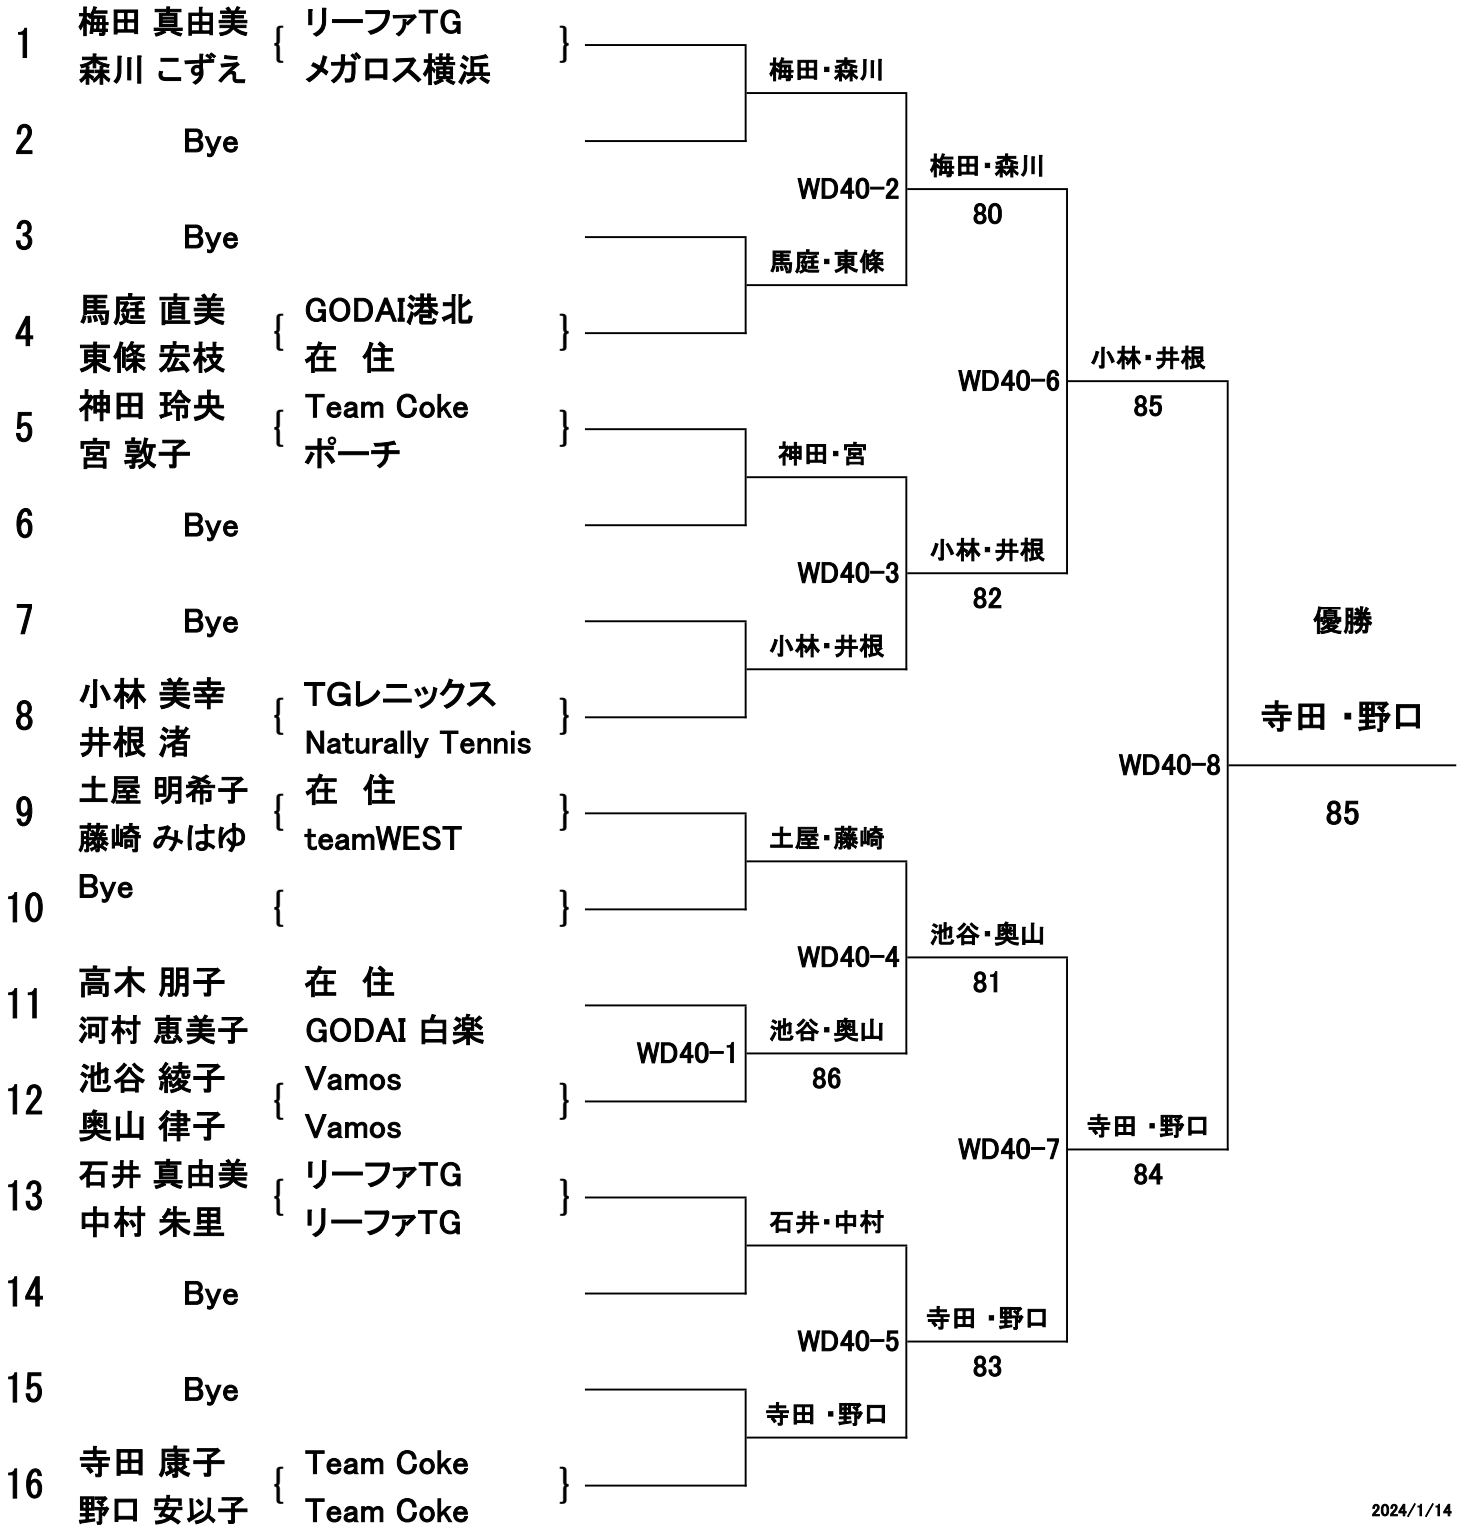 1 梅田 真由美 { リーファTG }
森川 こずえ メガロス横浜
梅田・森川
2 Bye
WD40-2 梅田・森川
80
3 Bye
馬庭・東條
4 馬庭 直美 { GODAI港北 }
東條 宏枝 在 住
WD40-6 小林・井根
85
5 神田 玲央 { Team Coke }
宮 敦子 ポーチ
神田・宮
6 Bye
WD40-3 小林・井根
82
7 Bye
小林・井根
8 小林 美幸 { TGレニックス }
井根 渚 Naturally Tennis
優勝
寺田 ・野口
WD40-8
85
9 土屋 明希子 { 在 住 }
藤崎 みはゆ teamWEST
土屋・藤崎
10 Bye { }
WD40-4 池谷・奥山
81
11 高木 朋子 在 住
河村 恵美子 GODAI 白楽
WD40-1 池谷・奥山
86
12 池谷 綾子 { Vamos }
奥山 律子 Vamos
WD40-7 寺田 ・野口
84
13 石井 真由美 { リーファTG }
中村 朱里 リーファTG
石井・中村
14 Bye
WD40-5 寺田 ・野口
83
15 Bye
寺田 ・野口
16 寺田 康子 { Team Coke }
野口 安以子 Team Coke
2024/1/14